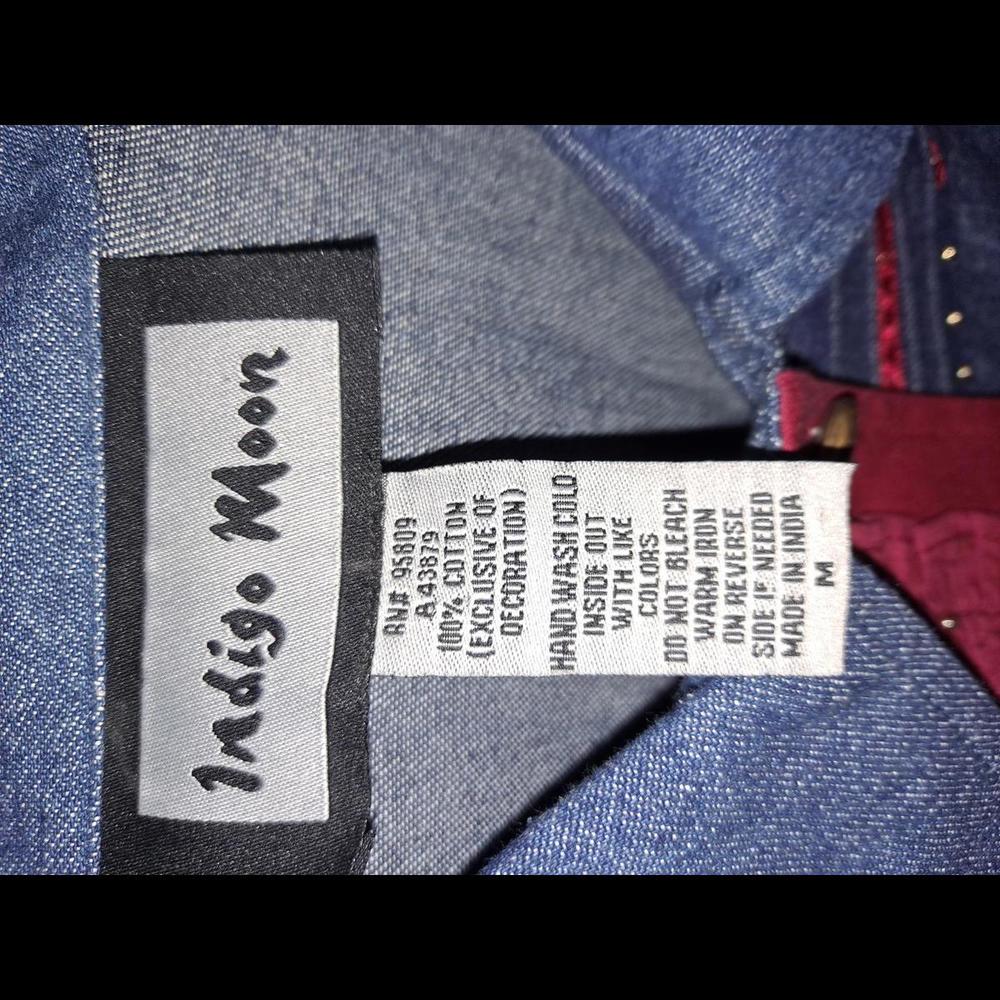 Indigo Moon
RN# 95809
A43879
100% COTTON
(EXCLUSIVE OF
DECORATION)
HAND WASH COLD
INSIDE OUT
WITH LIKE
COLORS
DO NOT BLEACH
WARM IRON
ON REVERSE
SIDE IF NEEDED
MADE IN INDIA
M